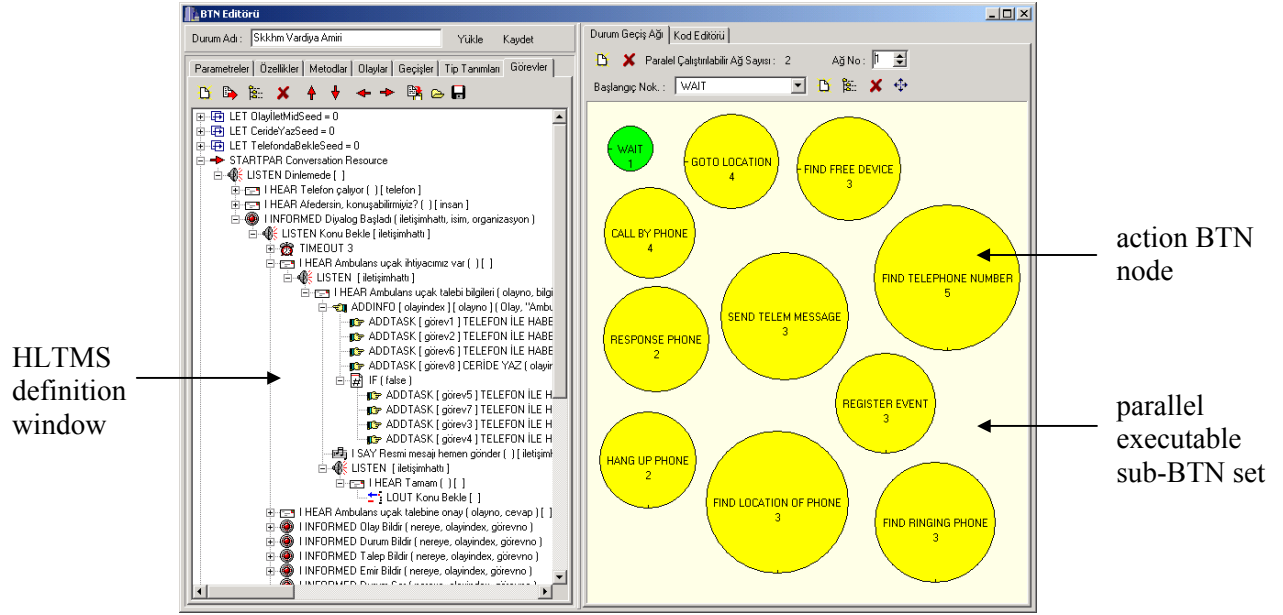 BTN Editörü
Durum Adı : Skkhm Vardiya Amiri Yükle Kaydet
Parametreler Özellikler Metodlar Olaylar Geçişler Tip Tanımları Görevler
LET OlayİletMidSeed = 0
LET CerideYazSeed = 0
LET TelefondaBekleSeed = 0
STARTPAR Conversation Resource
LISTEN Dinlemede [ ]
I HEAR Telefon çalıyor ( ) [ telefon ]
I HEAR Afedersin, konuşabilirmiyiz? ( ) [ insan ]
I INFORMED Diyalog Başladı ( iletişimhattı, isim, organizasyon )
LISTEN Konu Bekle [ iletişimhattı ]
TIMEOUT 3
I HEAR Ambulans uçak ihtiyacımız var ( ) [ ]
LISTEN [ iletişimhattı ]
I HEAR Ambulans uçak talebi bilgileri ( olayno, bilgi
ADDINFO [ olayindex ] [ olayno ] ( Olay, "Ambu
ADDTASK [ görev1 ] TELEFON İLE HABE
ADDTASK [ görev2 ] TELEFON İLE HABE
ADDTASK [ görev6 ] TELEFON İLE HABE
ADDTASK [ görev8 ] CERİDE YAZ ( olayin
IF ( false )
ADDTASK [ görev5 ] TELEFON İLE H
ADDTASK [ görev7 ] TELEFON İLE H
ADDTASK [ görev3 ] TELEFON İLE H
ADDTASK [ görev4 ] TELEFON İLE H
I SAY Resmi mesajı hemen gönder ( ) [ iletişimh
LISTEN [ iletişimhattı ]
I HEAR Tamam ( ) [ ]
LOUT Konu Bekle [ ]
I HEAR Ambulans uçak talebine onay ( olayno, cevap ) [ ]
I INFORMED Olay Bildir ( nereye, olayindex, görevno )
I INFORMED Durum Bildir ( nereye, olayindex, görevno )
I INFORMED Talep Bildir ( nereye, olayindex, görevno )
I INFORMED Emir Bildir ( nereye, olayindex, görevno )
I INFORMED Durum Sor ( nereye, olayindex, görevno )
Durum Geçiş Ağı Kod Editörü
Paralel Çalıştırılabilir Ağ Sayısı : 2 Ağ No : 1
Başlangıç Nok. : WAIT
WAIT
1
GOTO LOCATION
4
FIND FREE DEVICE
3
CALL BY PHONE
4
FIND TELEPHONE NUMBER
5
SEND TELEM MESSAGE
3
RESPONSE PHONE
2
REGISTER EVENT
3
HANG UP PHONE
2
FIND LOCATION OF PHONE
3
FIND RINGING PHONE
3
HLTMS
definition
window
action BTN
node
parallel
executable
sub-BTN set